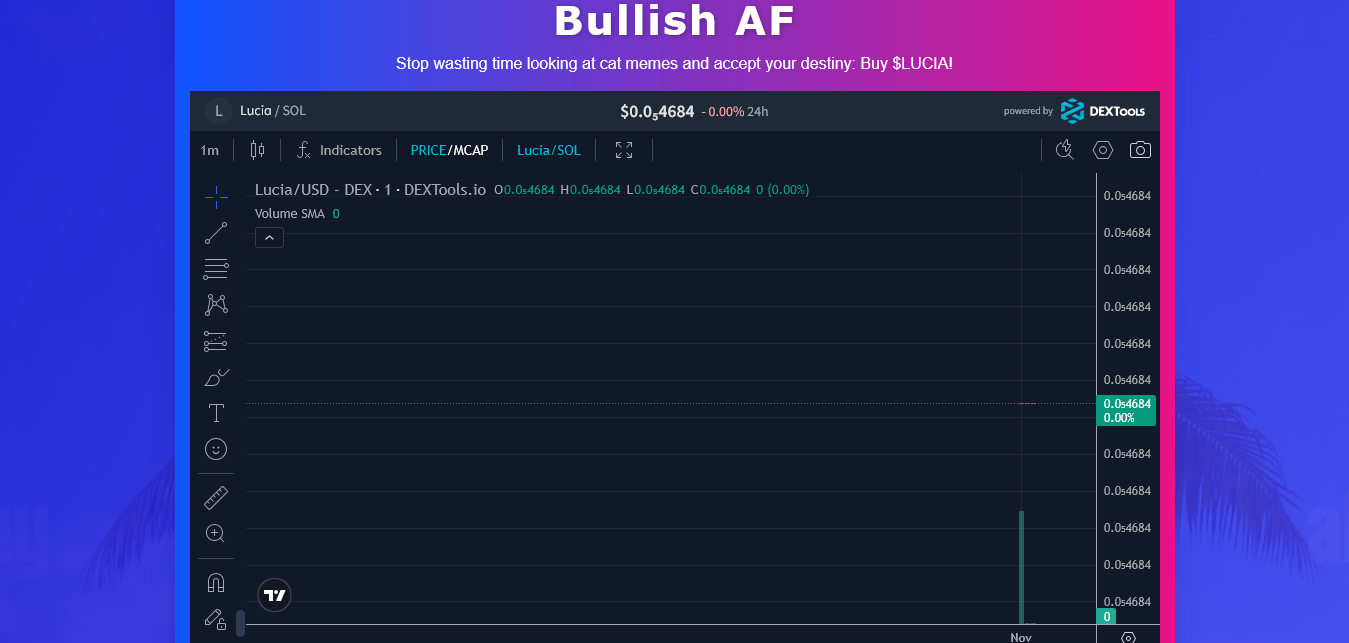 Bullish AF
Stop wasting time looking at cat memes and accept your destiny: Buy $LUCIA!
L Lucia / SOL $0.0₅4684 - 0.00% 24h powered by DEXTools
1m Indicators PRICE/MCAP Lucia/SOL
Lucia/USD - DEX · 1 · DEXTools.io O0.0₅4684 H0.0₅4684 L0.0₅4684 C0.0₅4684 0 (0.00%)
Volume SMA 0
0.0₅4684
0.0₅4684
0.0₅4684
0.0₅4684
0.0₅4684
0.0₅4684
0.0₅4684
0.00%
0.0₅4684
0.0₅4684
0.0₅4684
0.0₅4684
0.0₅4684
0
Nov